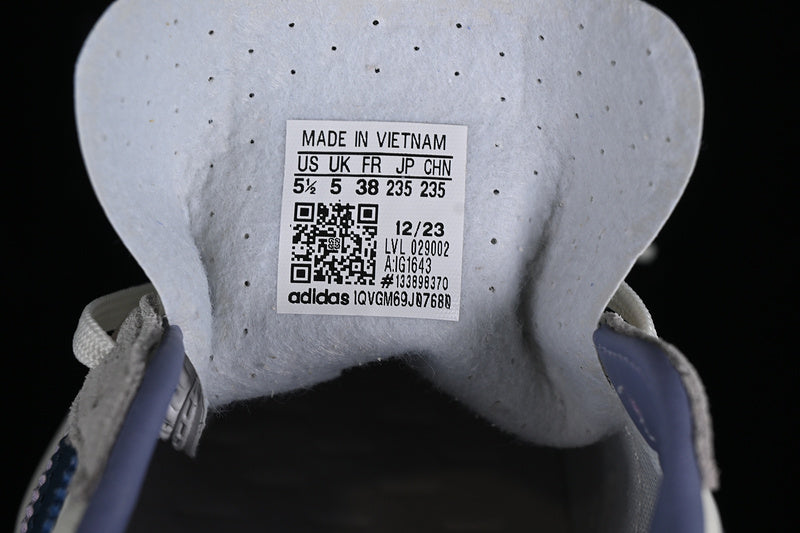 MADE IN VIETNAM
US UK FR JP CHN
5½ 5 38 235 235
12/23
LVL 029002
A:IG1643
#133898370
adidas 1QVGM69J07680